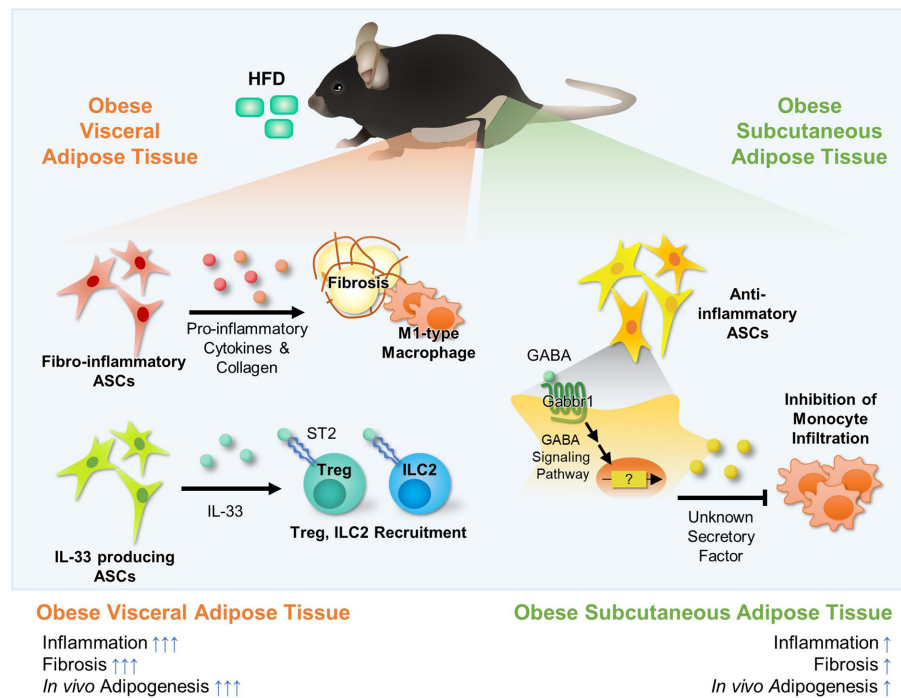 HFD
Obese
Visceral
Adipose Tissue
Obese
Subcutaneous
Adipose Tissue
Fibrosis
M1-type
Macrophage
Pro-inflammatory
Cytokines &
Collagen
Fibro-inflammatory
ASCs
Anti-
inflammatory
ASCs
GABA
Gabbr1
GABA
Signaling
Pathway
?
Inhibition of
Monocyte
Infiltration
Unknown
Secretory
Factor
ST2
Treg
ILC2
IL-33
Treg, ILC2 Recruitment
IL-33 producing
ASCs
Obese Visceral Adipose Tissue
Inflammation ↑↑↑
Fibrosis ↑↑↑
In vivo Adipogenesis ↑↑↑
Obese Subcutaneous Adipose Tissue
Inflammation ↑
Fibrosis ↑
In vivo Adipogenesis ↑